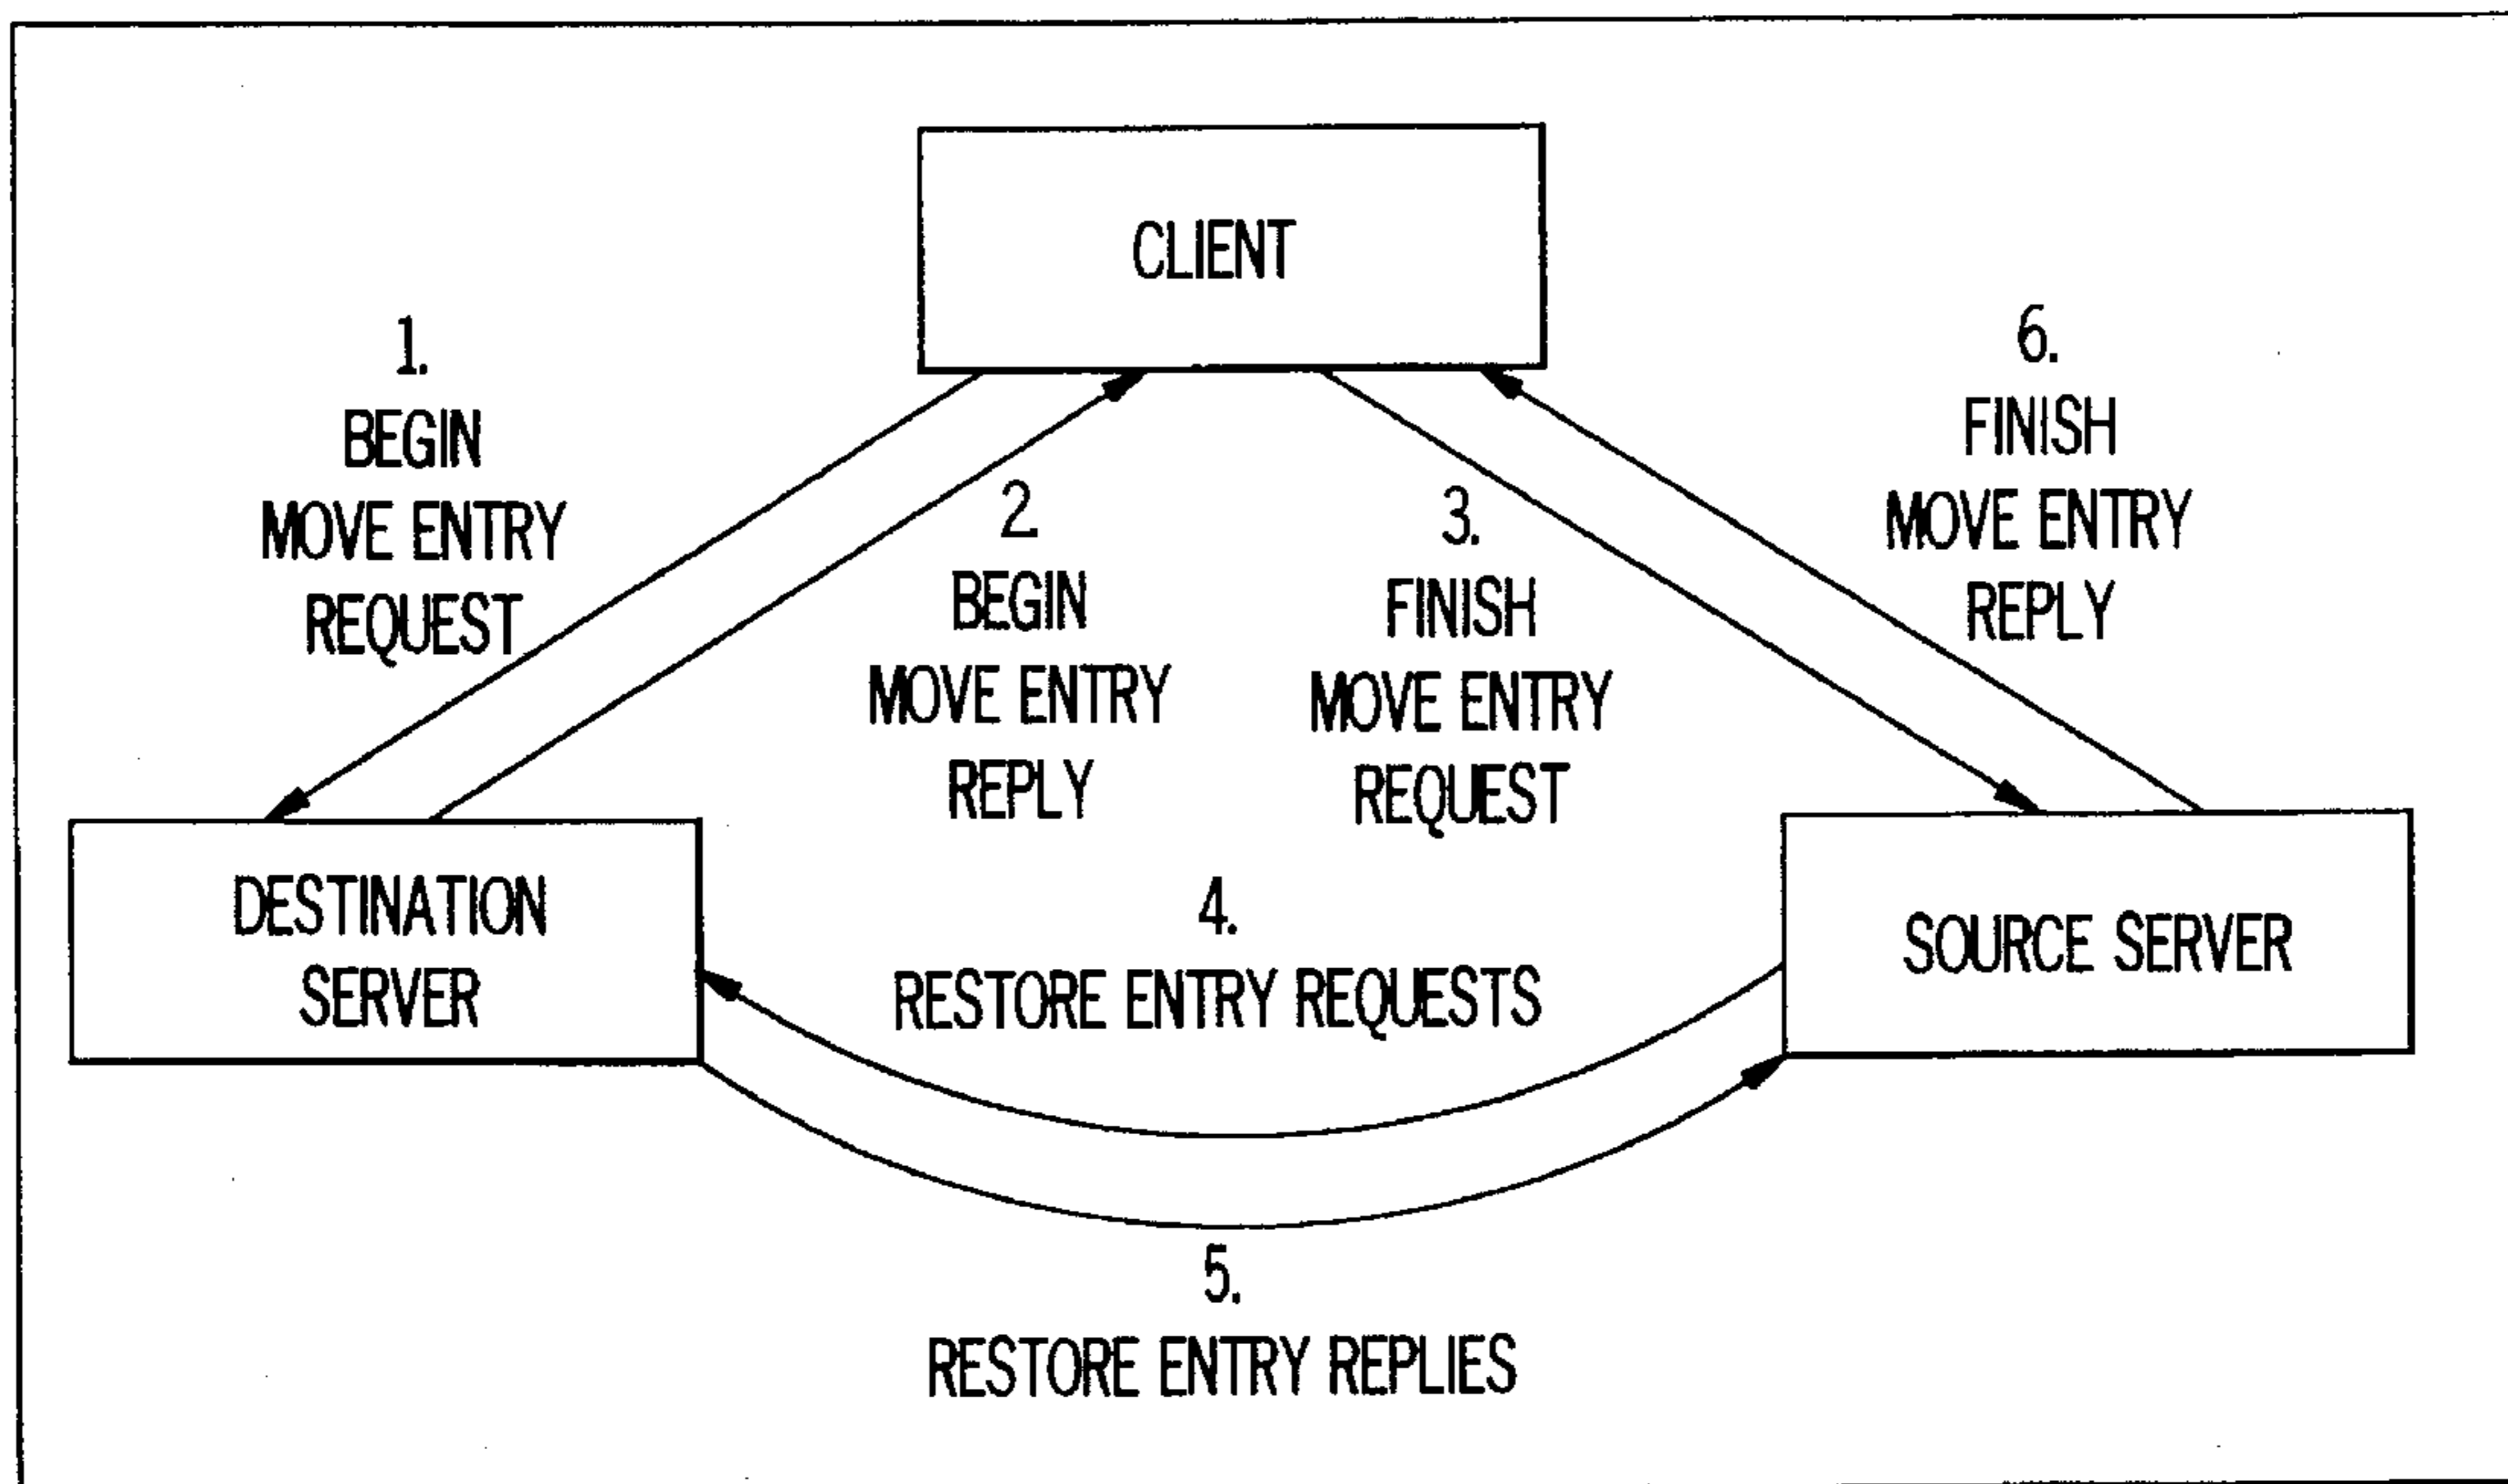 CLIENT
1.
BEGIN
MOVE ENTRY
REQUEST
2.
BEGIN
MOVE ENTRY
REPLY
3.
FINISH
MOVE ENTRY
REQUEST
6.
FINISH
MOVE ENTRY
REPLY
DESTINATION
SERVER
4.
RESTORE ENTRY REQUESTS
SOURCE SERVER
5.
RESTORE ENTRY REPLIES